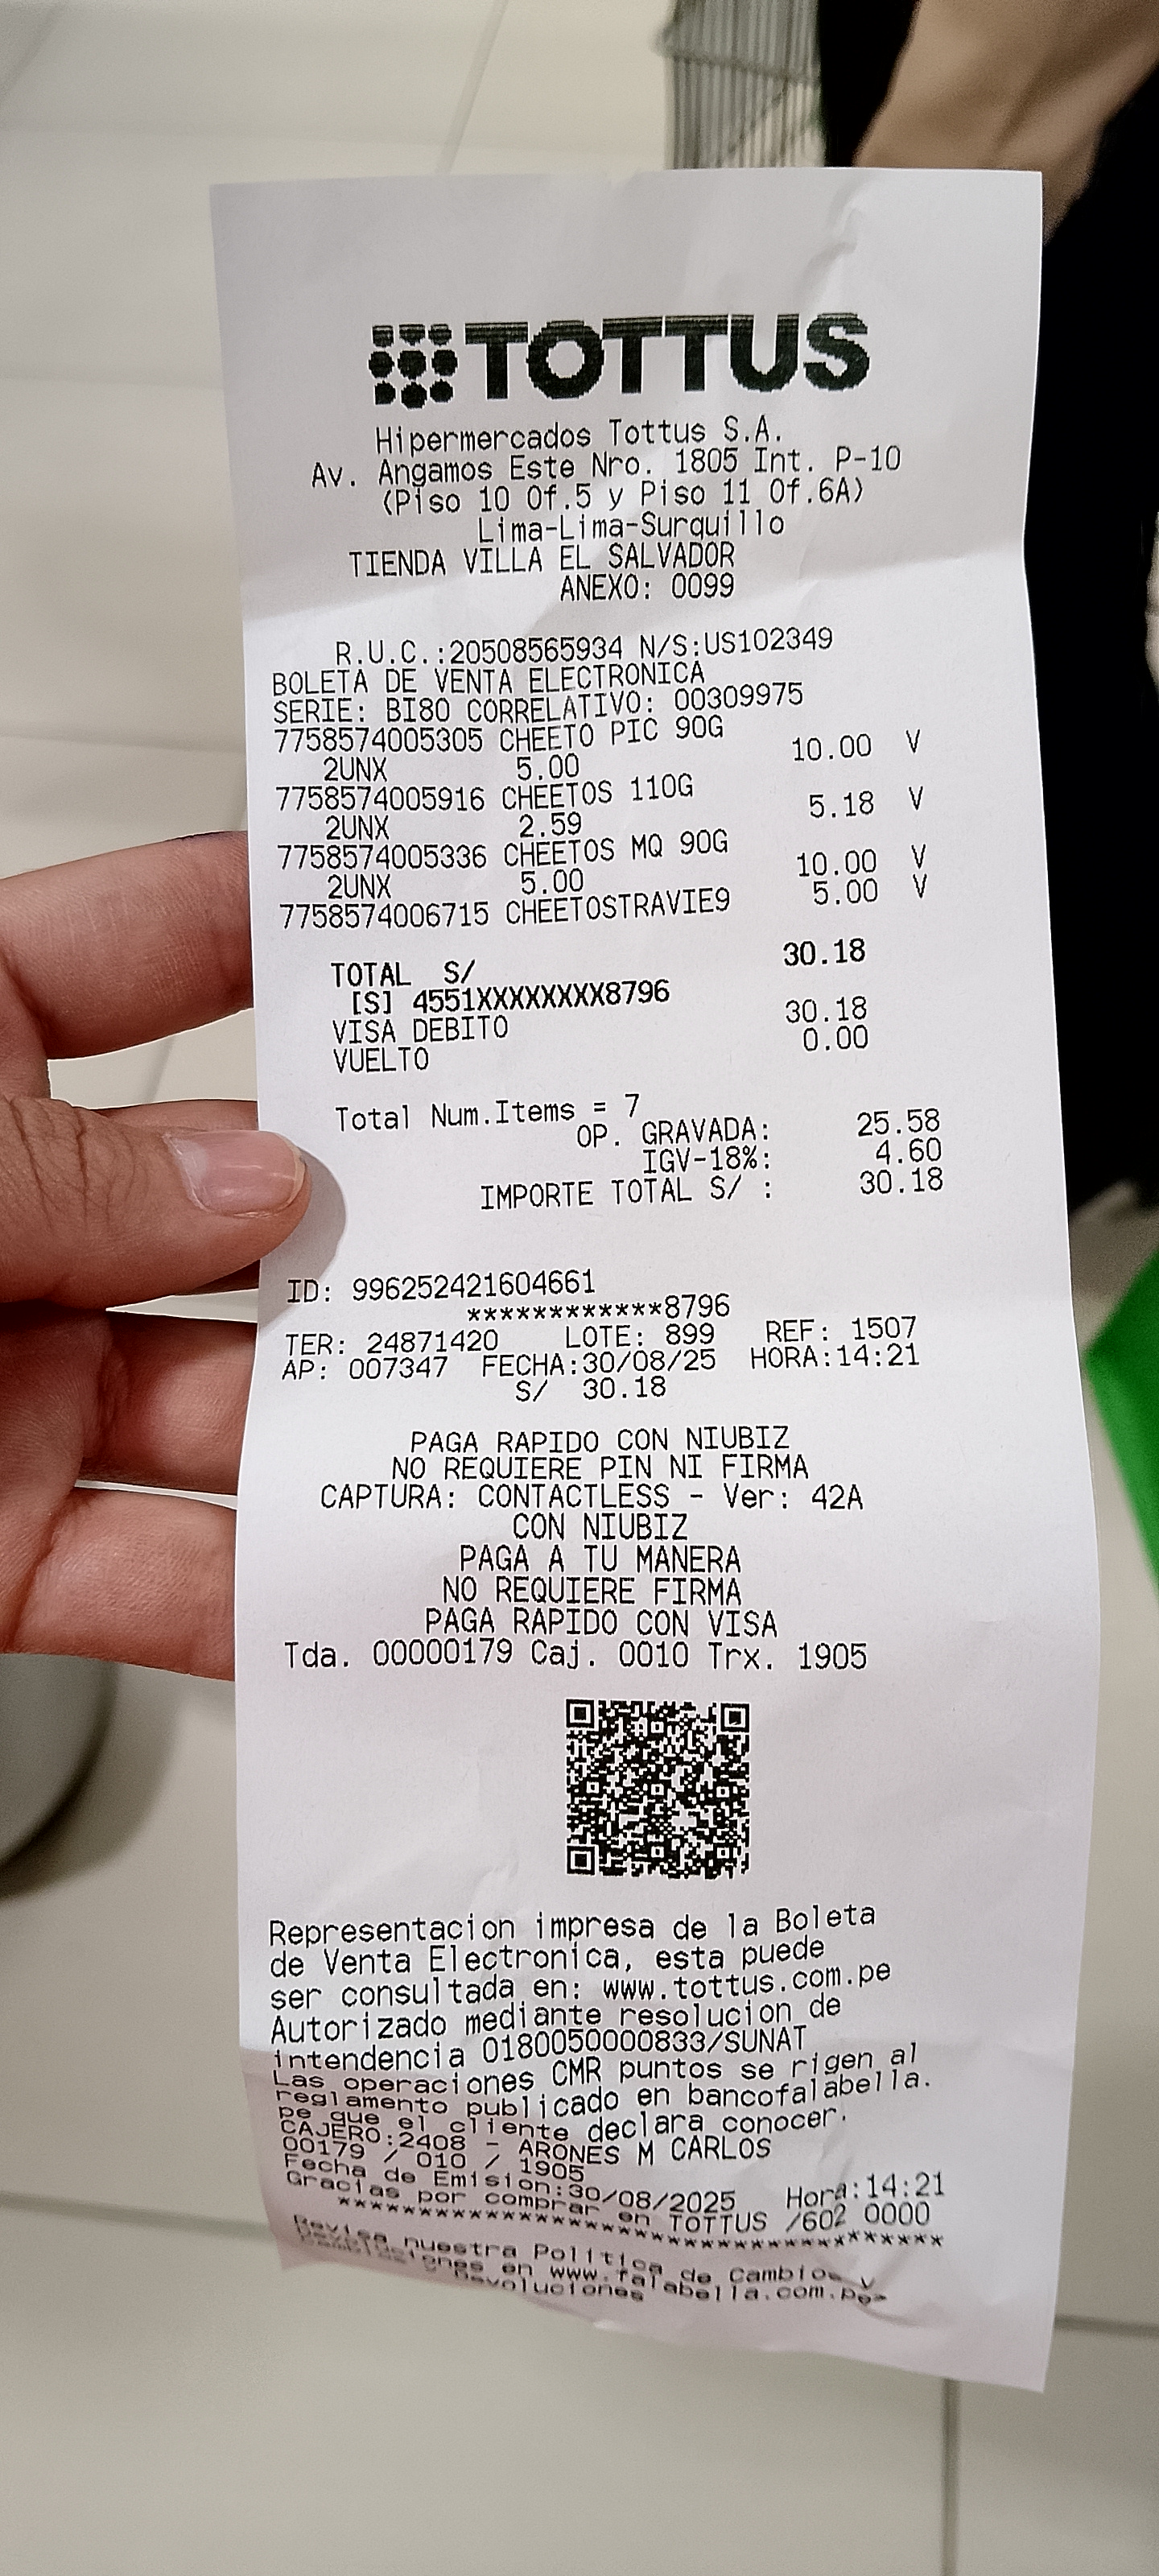 TOTTUS
Hipermercados Tottus S.A.
Av. Angamos Este Nro. 1805 Int. P-10
(Piso 10 Of.5 y Piso 11 Of.6A)
Lima-Lima-Surquillo
TIENDA VILLA EL SALVADOR
ANEXO: 0099
R.U.C.:20508565934 N/S:US102349
BOLETA DE VENTA ELECTRONICA
SERIE: BI80 CORRELATIVO: 00309975
7758574005305 CHEETO PIC 90G
2UNX 5.00 10.00 V
7758574005916 CHEETOS 110G
2UNX 2.59 5.18 V
7758574005336 CHEETOS MQ 90G
2UNX 5.00 10.00 V
7758574006715 CHEETOSTRAVIE9 5.00 V
TOTAL S/ 30.18
[S] 4551XXXXXXXX8796
VISA DEBITO 30.18
VUELTO 0.00
Total Num.Items = 7
OP. GRAVADA: 25.58
IGV-18%: 4.60
IMPORTE TOTAL S/ : 30.18
ID: 996252421604661
************8796
TER: 24871420 LOTE: 899 REF: 1507
AP: 007347 FECHA:30/08/25 HORA:14:21
S/ 30.18
PAGA RAPIDO CON NIUBIZ
NO REQUIERE PIN NI FIRMA
CAPTURA: CONTACTLESS - Ver: 42A
CON NIUBIZ
PAGA A TU MANERA
NO REQUIERE FIRMA
PAGA RAPIDO CON VISA
Tda. 00000179 Caj. 0010 Trx. 1905
Representacion impresa de la Boleta
de Venta Electronica, esta puede
ser consultada en: www.tottus.com.pe
Autorizado mediante resolucion de
intendencia 0180050000833/SUNAT
Las operaciones CMR puntos se rigen al
reglamento publicado en bancofalabella.
pe que el cliente declara conocer.
CAJERO:2408 - ARONES M CARLOS
00179 / 010 / 1905
Fecha de Emision:30/08/2025 Hora:14:21
Gracias por comprar en TOTTUS /602 0000
**************************************
Revisa nuestra Politica de Cambios y
Devoluciones
en www.falabella.com.pe